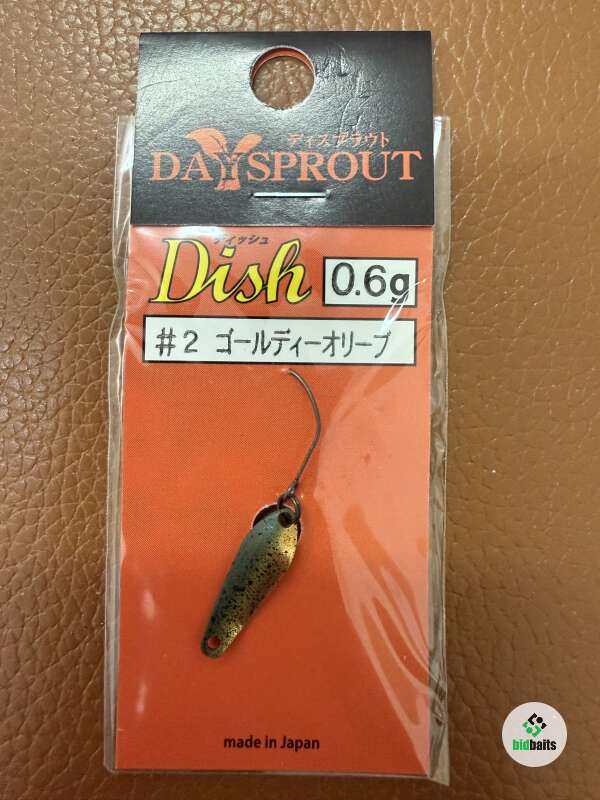 ディスプラウト
DAYSPROUT
ディッシュ
Dish 0.6g
#2 ゴールディーオリーブ
made in Japan
bidbaits